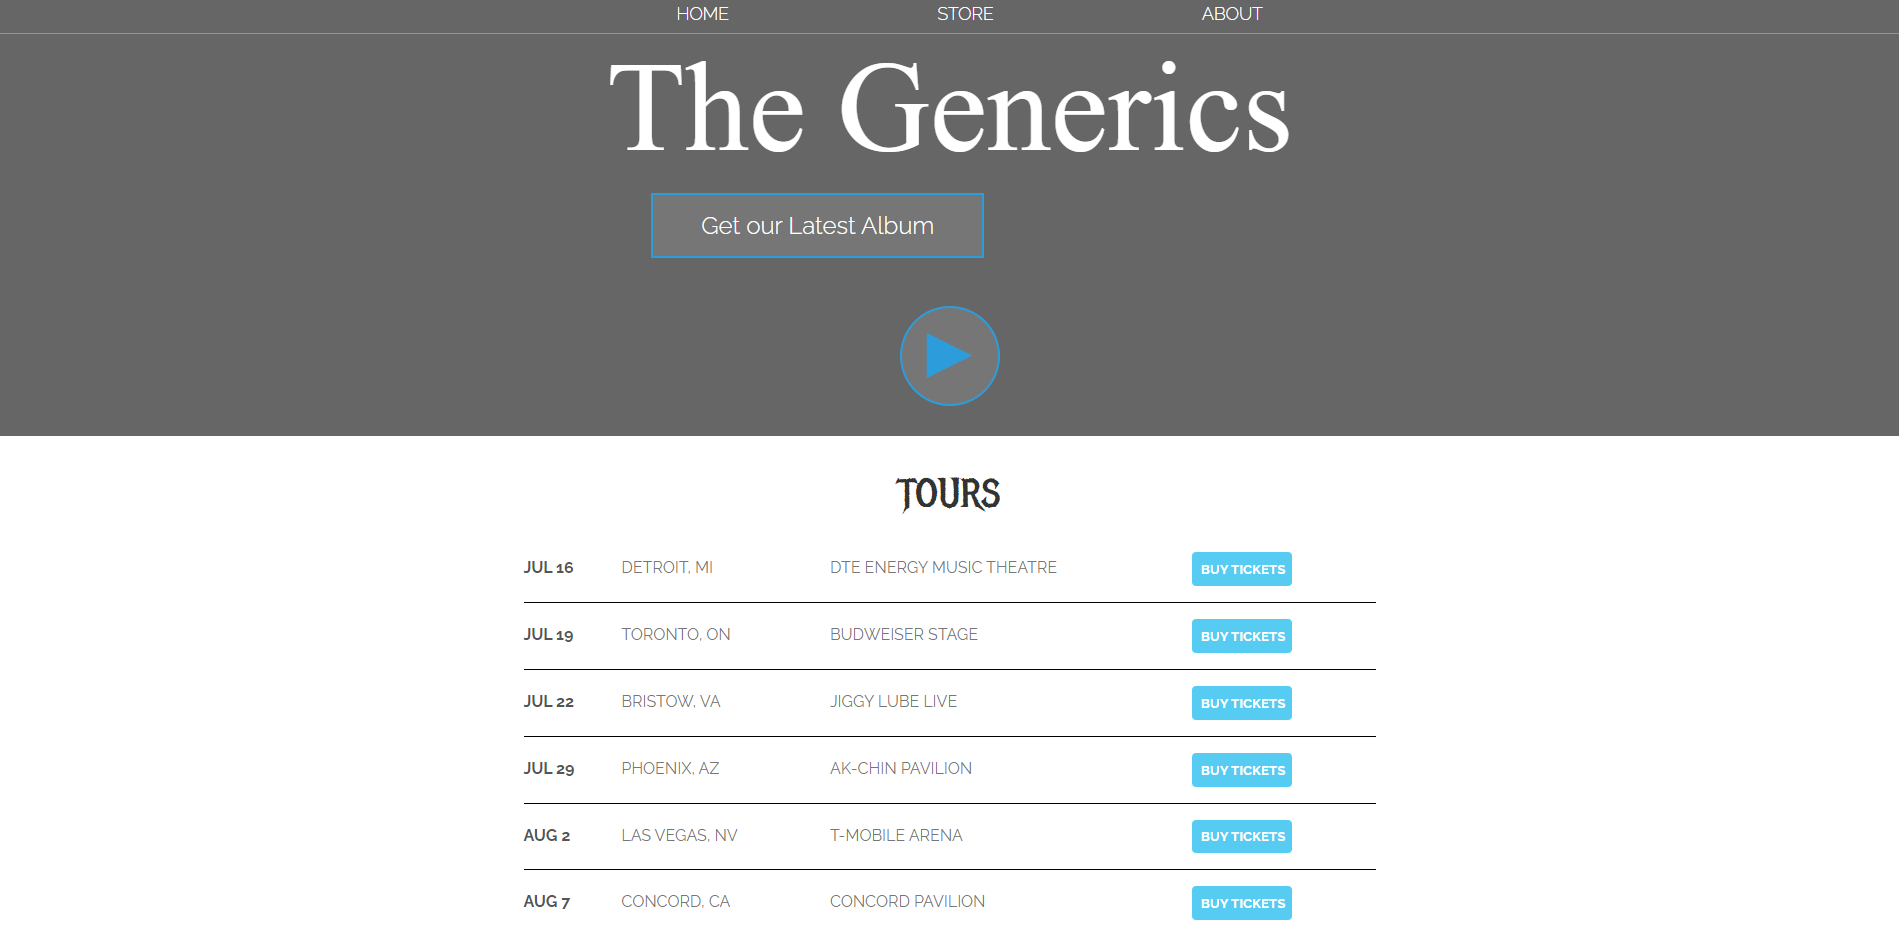 HOME STORE ABOUT
The Generics
Get our Latest Album
TOURS
JUL 16 DETROIT, MI DTE ENERGY MUSIC THEATRE BUY TICKETS
JUL 19 TORONTO, ON BUDWEISER STAGE BUY TICKETS
JUL 22 BRISTOW, VA JIGGY LUBE LIVE BUY TICKETS
JUL 29 PHOENIX, AZ AK-CHIN PAVILION BUY TICKETS
AUG 2 LAS VEGAS, NV T-MOBILE ARENA BUY TICKETS
AUG 7 CONCORD, CA CONCORD PAVILION BUY TICKETS